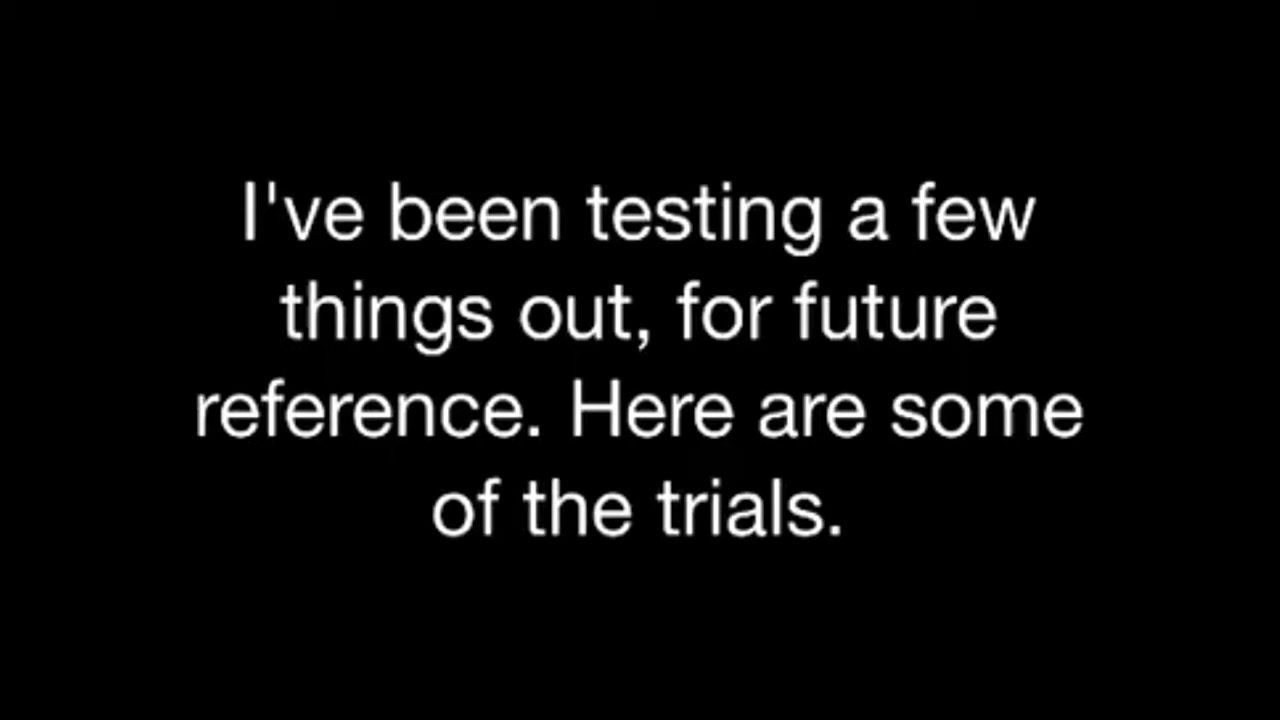 I've been testing a few
things out, for future
reference. Here are some
of the trials.